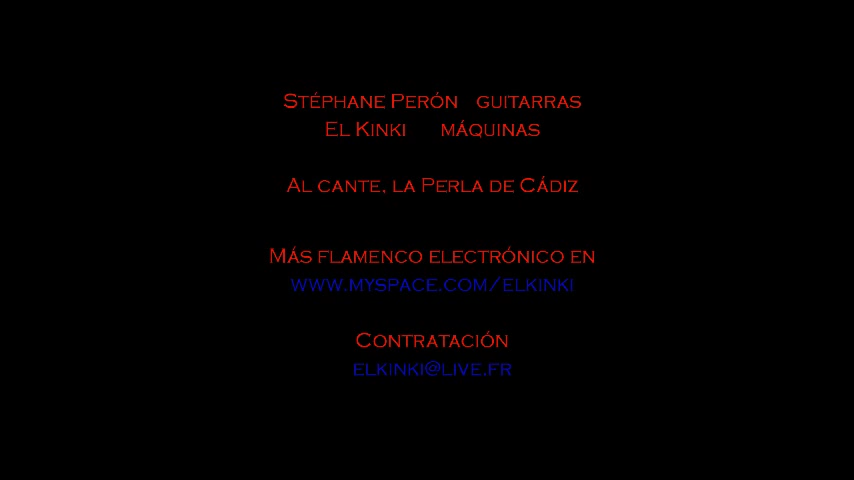 Stéphane Perón guitarras
El Kinki máquinas
Al cante, la Perla de Cádiz
Más flamenco electrónico en
www.myspace.com/elkinki
Contratación
elkinki@live.fr